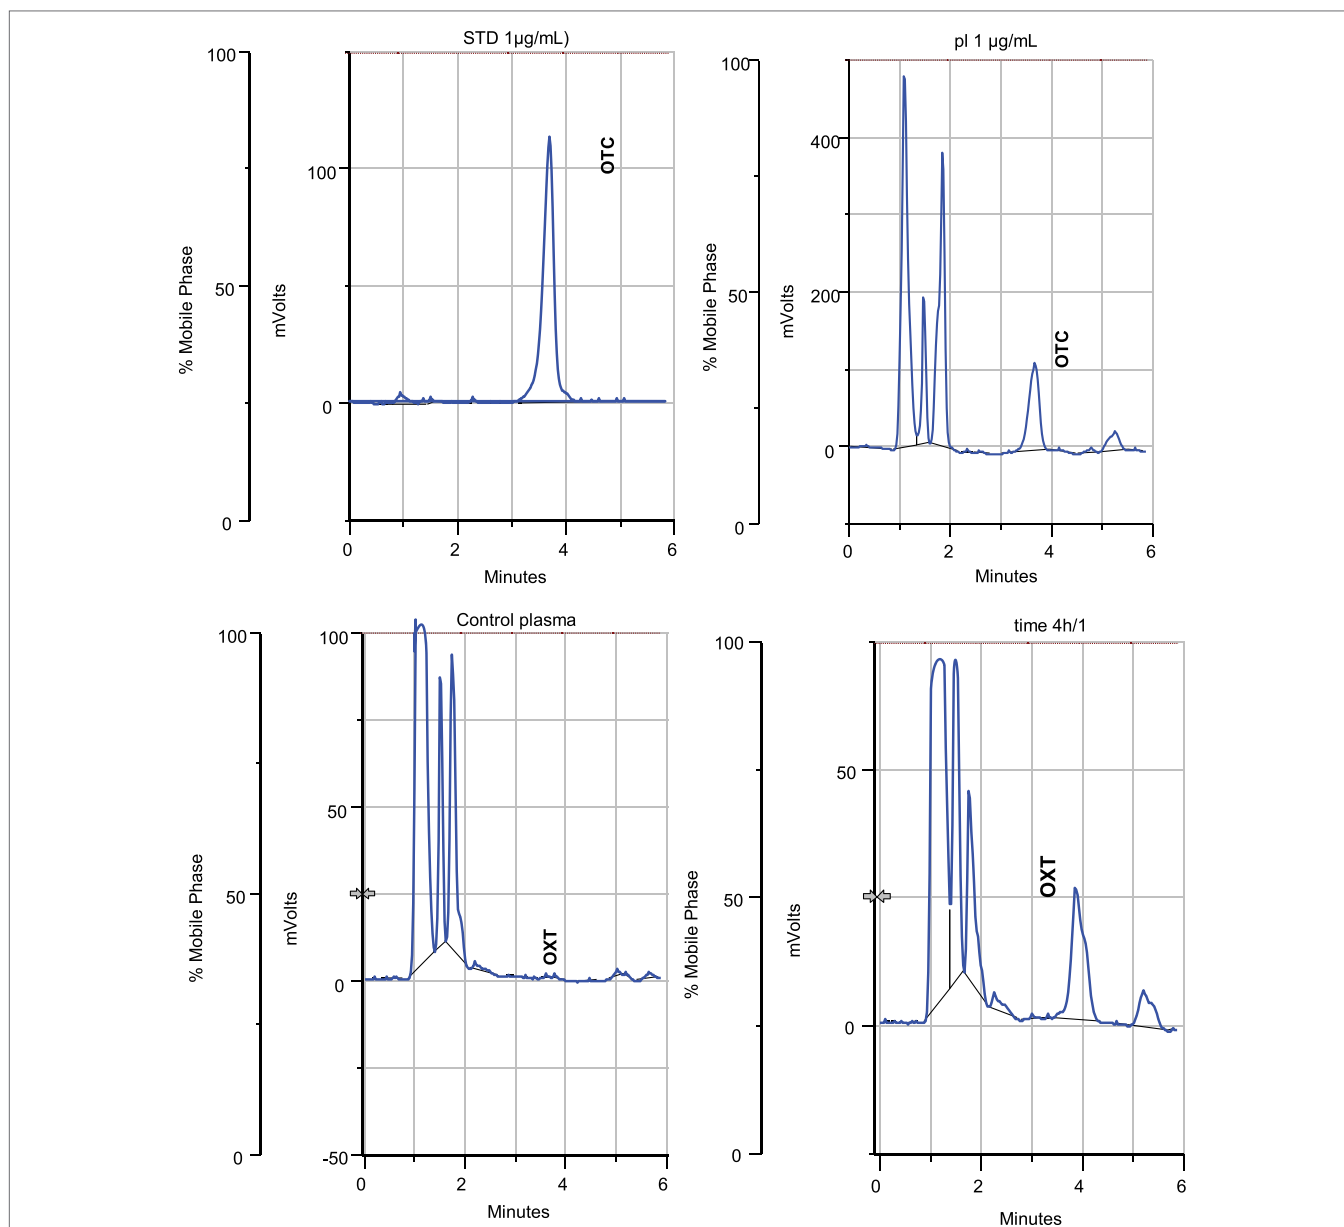 STD 1µg/mL)
100
50
0
% Mobile Phase
mVolts
100
0
OTC
0
2
4
6
Minutes
pl 1 µg/mL
100
50
0
% Mobile Phase
mVolts
400
200
0
OTC
0
2
4
6
Minutes
Control plasma
100
50
0
% Mobile Phase
mVolts
100
50
0
-50
OXT
0
2
4
6
Minutes
time 4h/1
100
50
0
% Mobile Phase
mVolts
50
0
OXT
0
2
4
6
Minutes